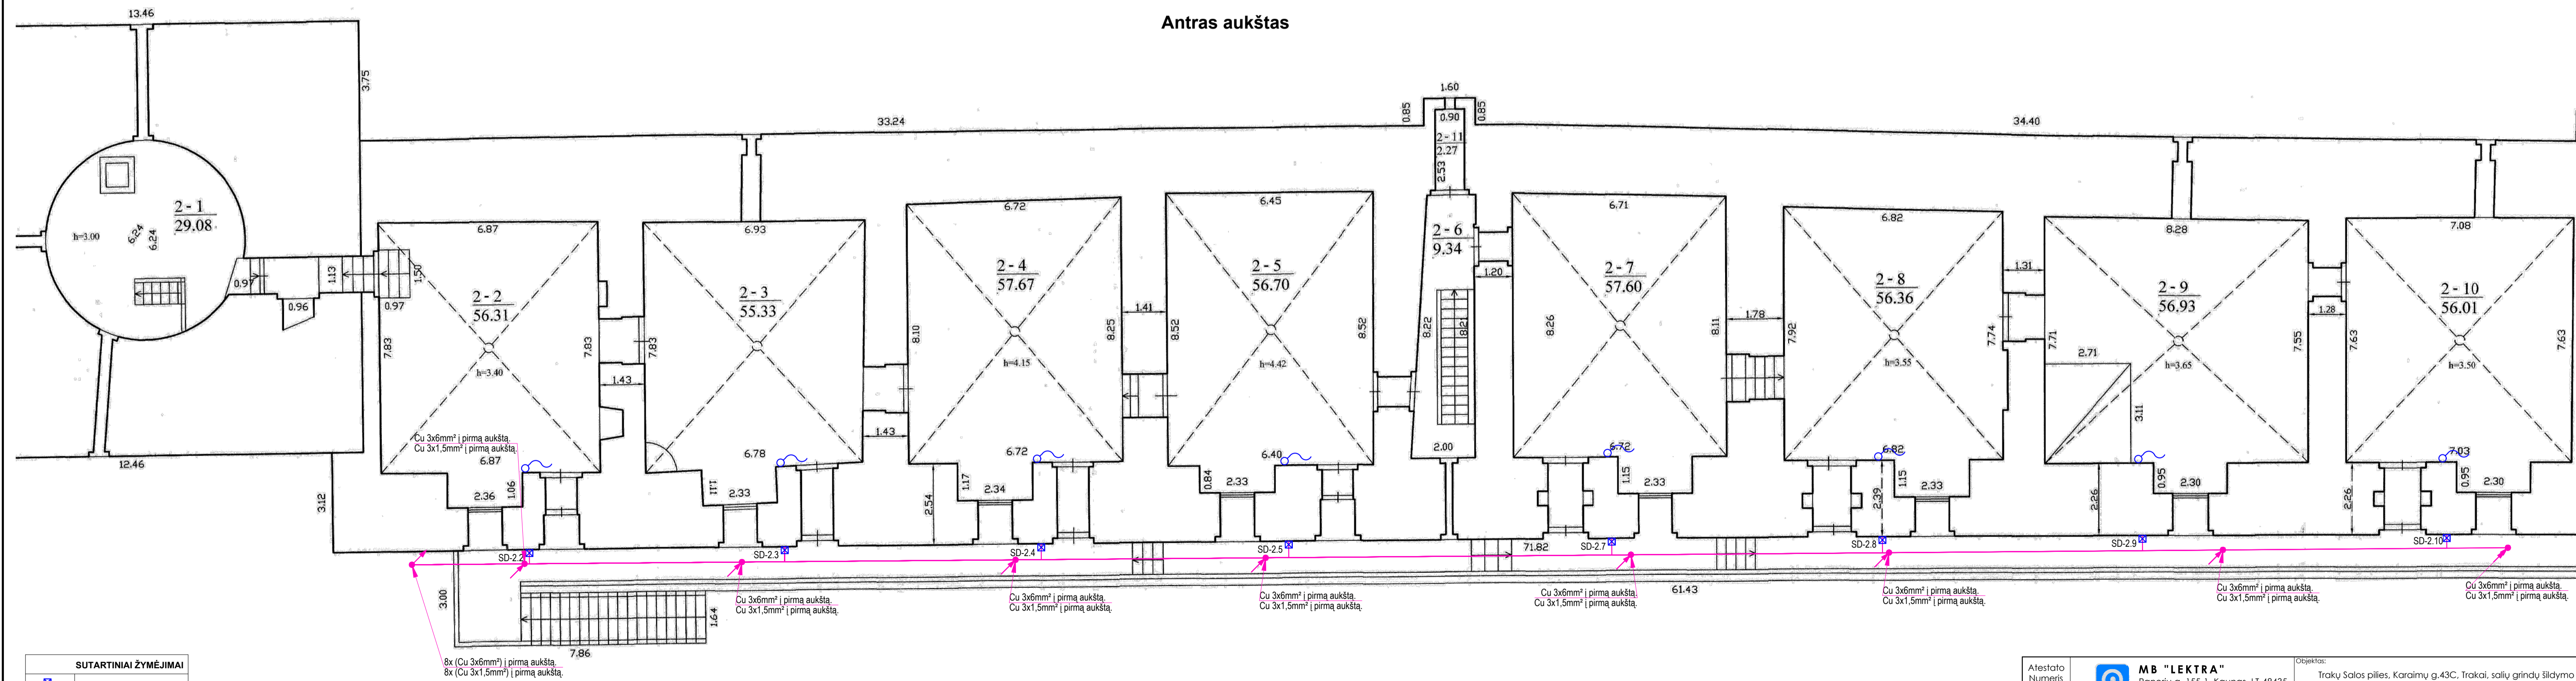 Antras aukštas
13.46
3.75
33.24
1.60
0.85
0.85
0.90
2 - 11
2.27
2.53
34.40
2 - 1
29.08
h=3.00
6.24
6.24
0.97
0.96
1.13
1.50
0.97
12.46
3.12
6.87
2 - 2
56.31
7.83
7.83
h=3.40
6.87
2.36
1.06
1.43
6.93
2 - 3
55.33
7.83
6.78
1.11
2.33
1.43
6.72
2 - 4
57.67
8.10
8.25
h=4.15
6.72
2.54
1.17
2.34
1.41
6.45
2 - 5
56.70
8.52
8.52
h=4.42
6.40
0.84
2.33
2 - 6
9.34
8.22
8.21
2.00
1.20
6.71
2 - 7
57.60
8.26
8.11
6.72
1.15
2.33
1.78
6.82
2 - 8
56.36
7.92
7.74
h=3.55
6.82
2.39
1.15
2.33
1.31
8.28
2 - 9
56.93
7.71
7.55
h=3.65
2.71
3.11
2.26
0.95
2.30
1.28
7.08
2 - 10
56.01
7.63
7.63
h=3.50
7.03
2.26
0.95
2.30
Cu 3x6mm² į pirmą aukštą.
Cu 3x1,5mm² į pirmą aukštą.
SD-2.2
SD-2.3
SD-2.4
SD-2.5
SD-2.7
SD-2.8
SD-2.9
SD-2.10
71.82
61.43
3.00
1.64
7.86
Cu 3x6mm² į pirmą aukštą.
Cu 3x1,5mm² į pirmą aukštą.
Cu 3x6mm² į pirmą aukštą.
Cu 3x1,5mm² į pirmą aukštą.
Cu 3x6mm² į pirmą aukštą.
Cu 3x1,5mm² į pirmą aukštą.
Cu 3x6mm² į pirmą aukštą.
Cu 3x1,5mm² į pirmą aukštą.
Cu 3x6mm² į pirmą aukštą.
Cu 3x1,5mm² į pirmą aukštą.
Cu 3x6mm² į pirmą aukštą.
Cu 3x1,5mm² į pirmą aukštą.
Cu 3x6mm² į pirmą aukštą.
Cu 3x1,5mm² į pirmą aukštą.
8x (Cu 3x6mm²) į pirmą aukštą.
8x (Cu 3x1,5mm²) į pirmą aukštą.
SUTARTINIAI ŽYMĖJIMAI
Atestato
Numeris
MB "LEKTRA"
Objektas:
Trakų Salos pilies, Karaimų g.43C, Trakai, salių grindų šildymo